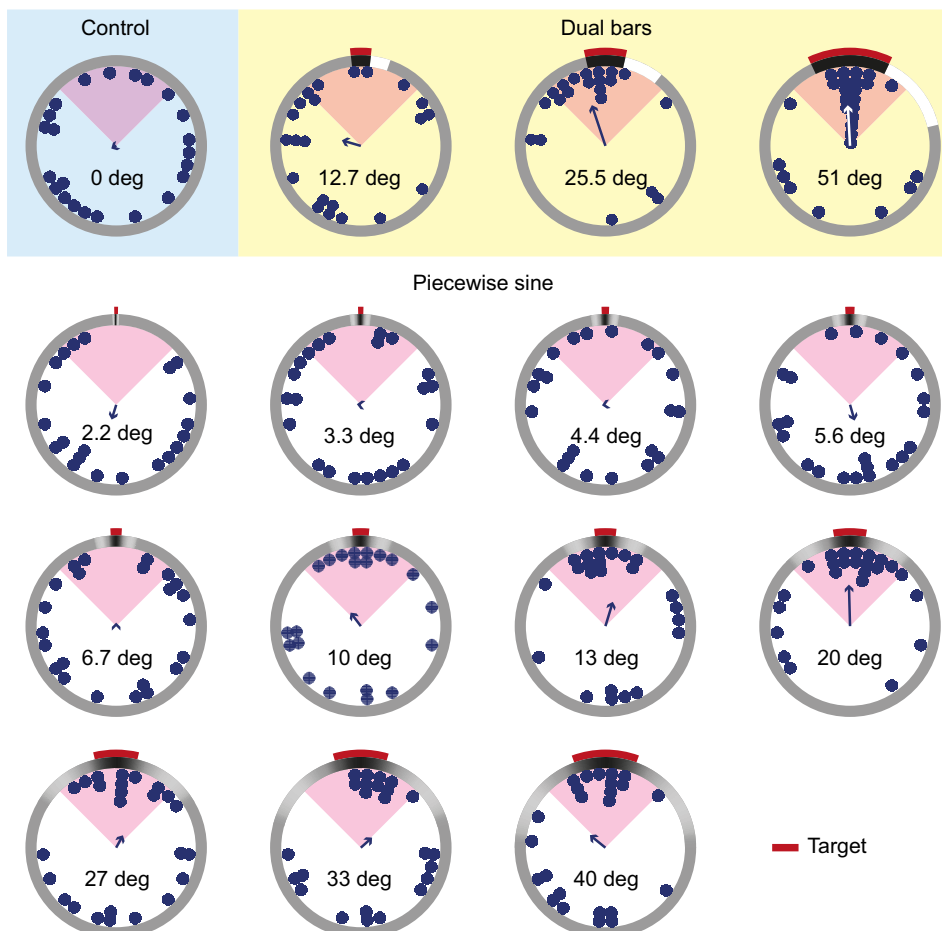 Control
Dual bars
0 deg
12.7 deg
25.5 deg
51 deg
Piecewise sine
2.2 deg
3.3 deg
4.4 deg
5.6 deg
6.7 deg
10 deg
13 deg
20 deg
27 deg
33 deg
40 deg
Target